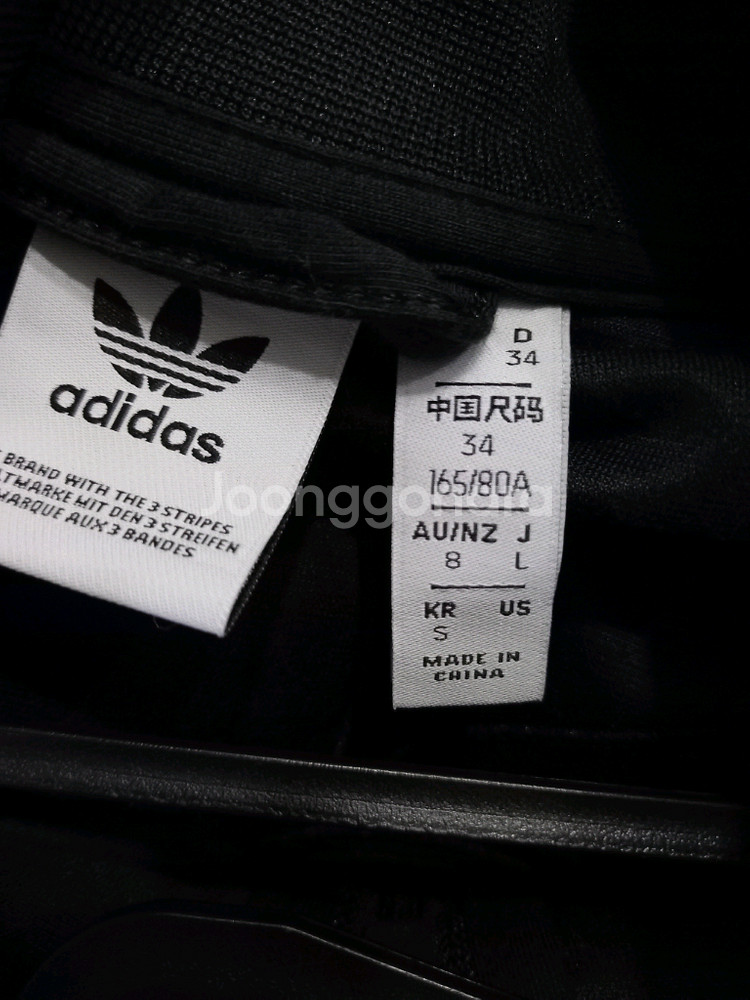 adidas
BRAND WITH THE 3 STRIPES
MARKE MIT DEN 3 STREIFEN
MARQUE AUX 3 BANDES
D
34
中国尺码
34
165/80A
AU/NZ J
8 L
KR US
S
MADE IN
CHINA
Joonggonara